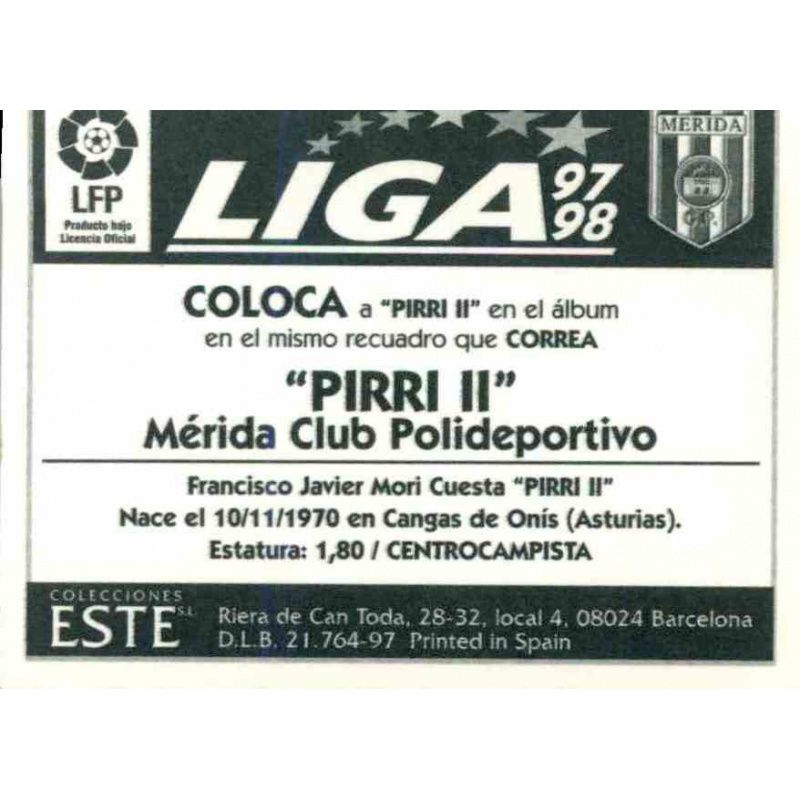 LFP
Producto bajo
Licencia Oficial
LIGA 97
98
MERIDA
C.P.
COLOCA a "PIRRI II" en el álbum
en el mismo recuadro que CORREA
"PIRRI II"
Mérida Club Polideportivo
Francisco Javier Mori Cuesta "PIRRI II"
Nace el 10/11/1970 en Cangas de Onís (Asturias).
Estatura: 1,80 / CENTROCAMPISTA
COLECCIONES
ESTE S.L.
Riera de Can Toda, 28-32, local 4, 08024 Barcelona
D.L.B. 21.764-97 Printed in Spain